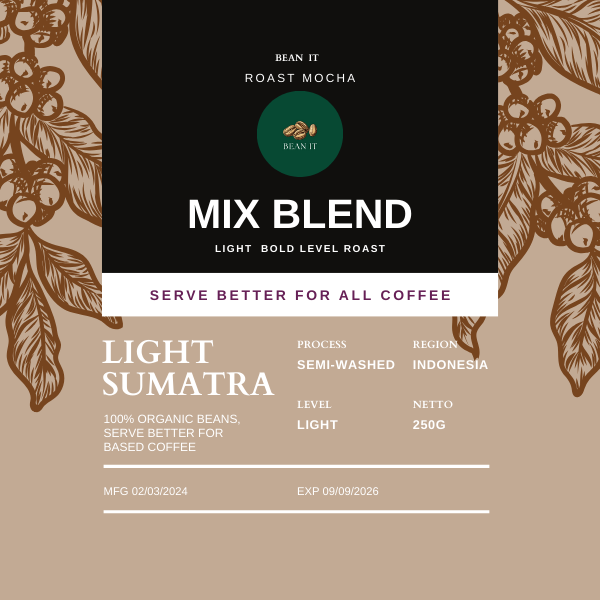 BEAN IT
ROAST MOCHA
BEAN IT
MIX BLEND
LIGHT BOLD LEVEL ROAST
SERVE BETTER FOR ALL COFFEE
LIGHT
SUMATRA
100% ORGANIC BEANS,
SERVE BETTER FOR
BASED COFFEE
PROCESS
SEMI-WASHED
REGION
INDONESIA
LEVEL
LIGHT
NETTO
250G
MFG 02/03/2024
EXP 09/09/2026